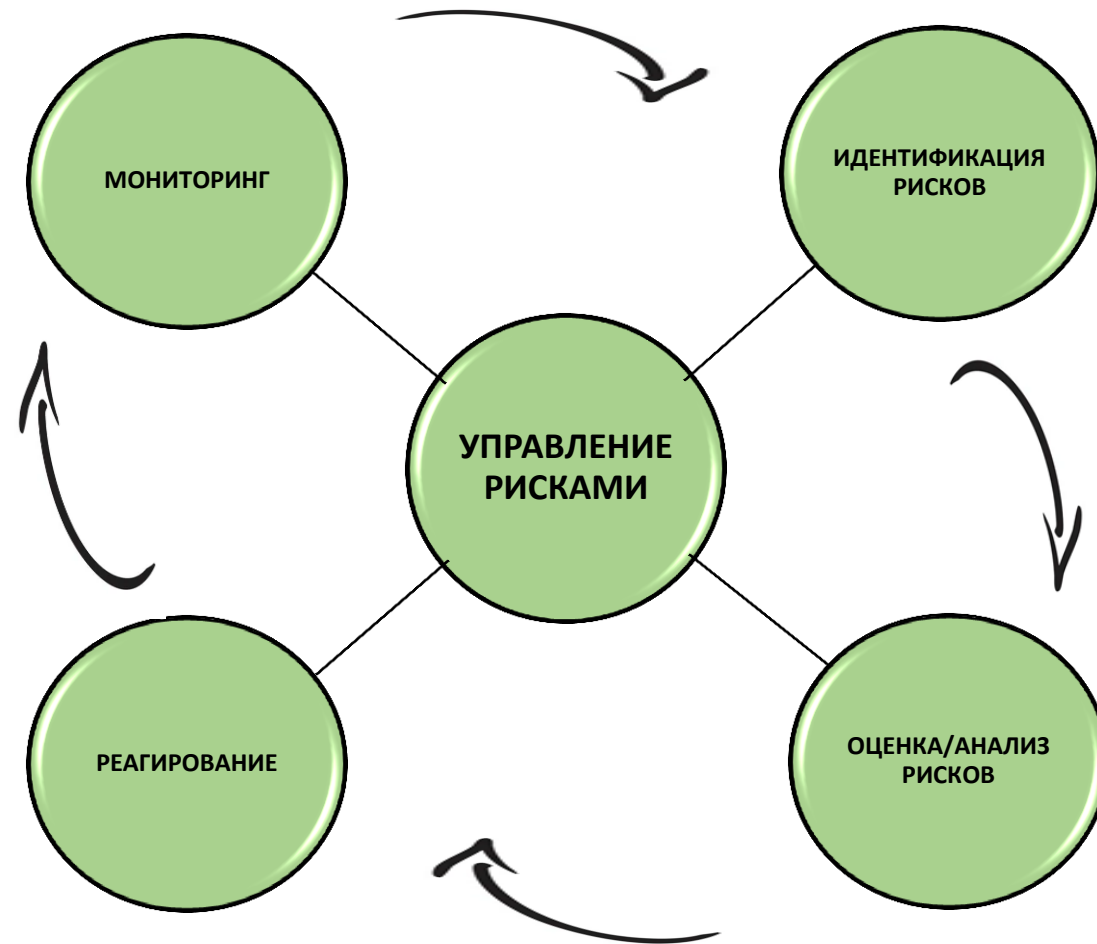 МОНИТОРИНГ
ИДЕНТИФИКАЦИЯ
РИСКОВ
УПРАВЛЕНИЕ
РИСКАМИ
РЕАГИРОВАНИЕ
ОЦЕНКА/АНАЛИЗ
РИСКОВ